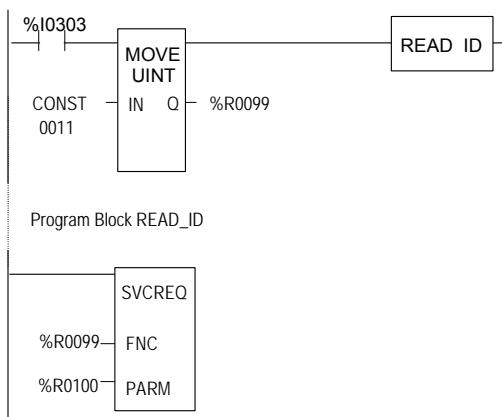 %I0303
MOVE
UINT
READ ID
CONST
0011
IN Q
%R0099
Program Block READ_ID
SVCREQ
%R0099
FNC
%R0100
PARM